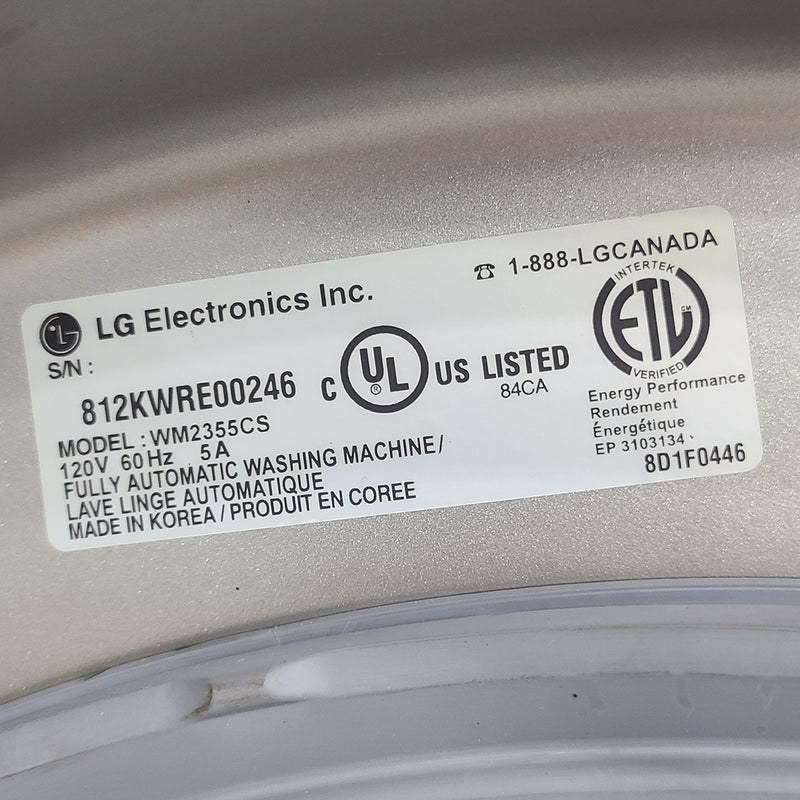 ☎ 1-888-LGCANADA
LG LG Electronics Inc.
S/N :
812KWRE00246
C UL ® US LISTED
84CA
INTERTEK
ETL CM
VERIFIED
Energy Performance
Rendement
Énergétique
EP 3103134
8D1F0446
MODEL : WM2355CS
120V 60Hz 5A
FULLY AUTOMATIC WASHING MACHINE/
LAVE LINGE AUTOMATIQUE
MADE IN KOREA / PRODUIT EN COREE